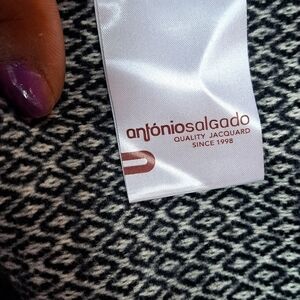 antóniosalgado
QUALITY JACQUARD
SINCE 1998